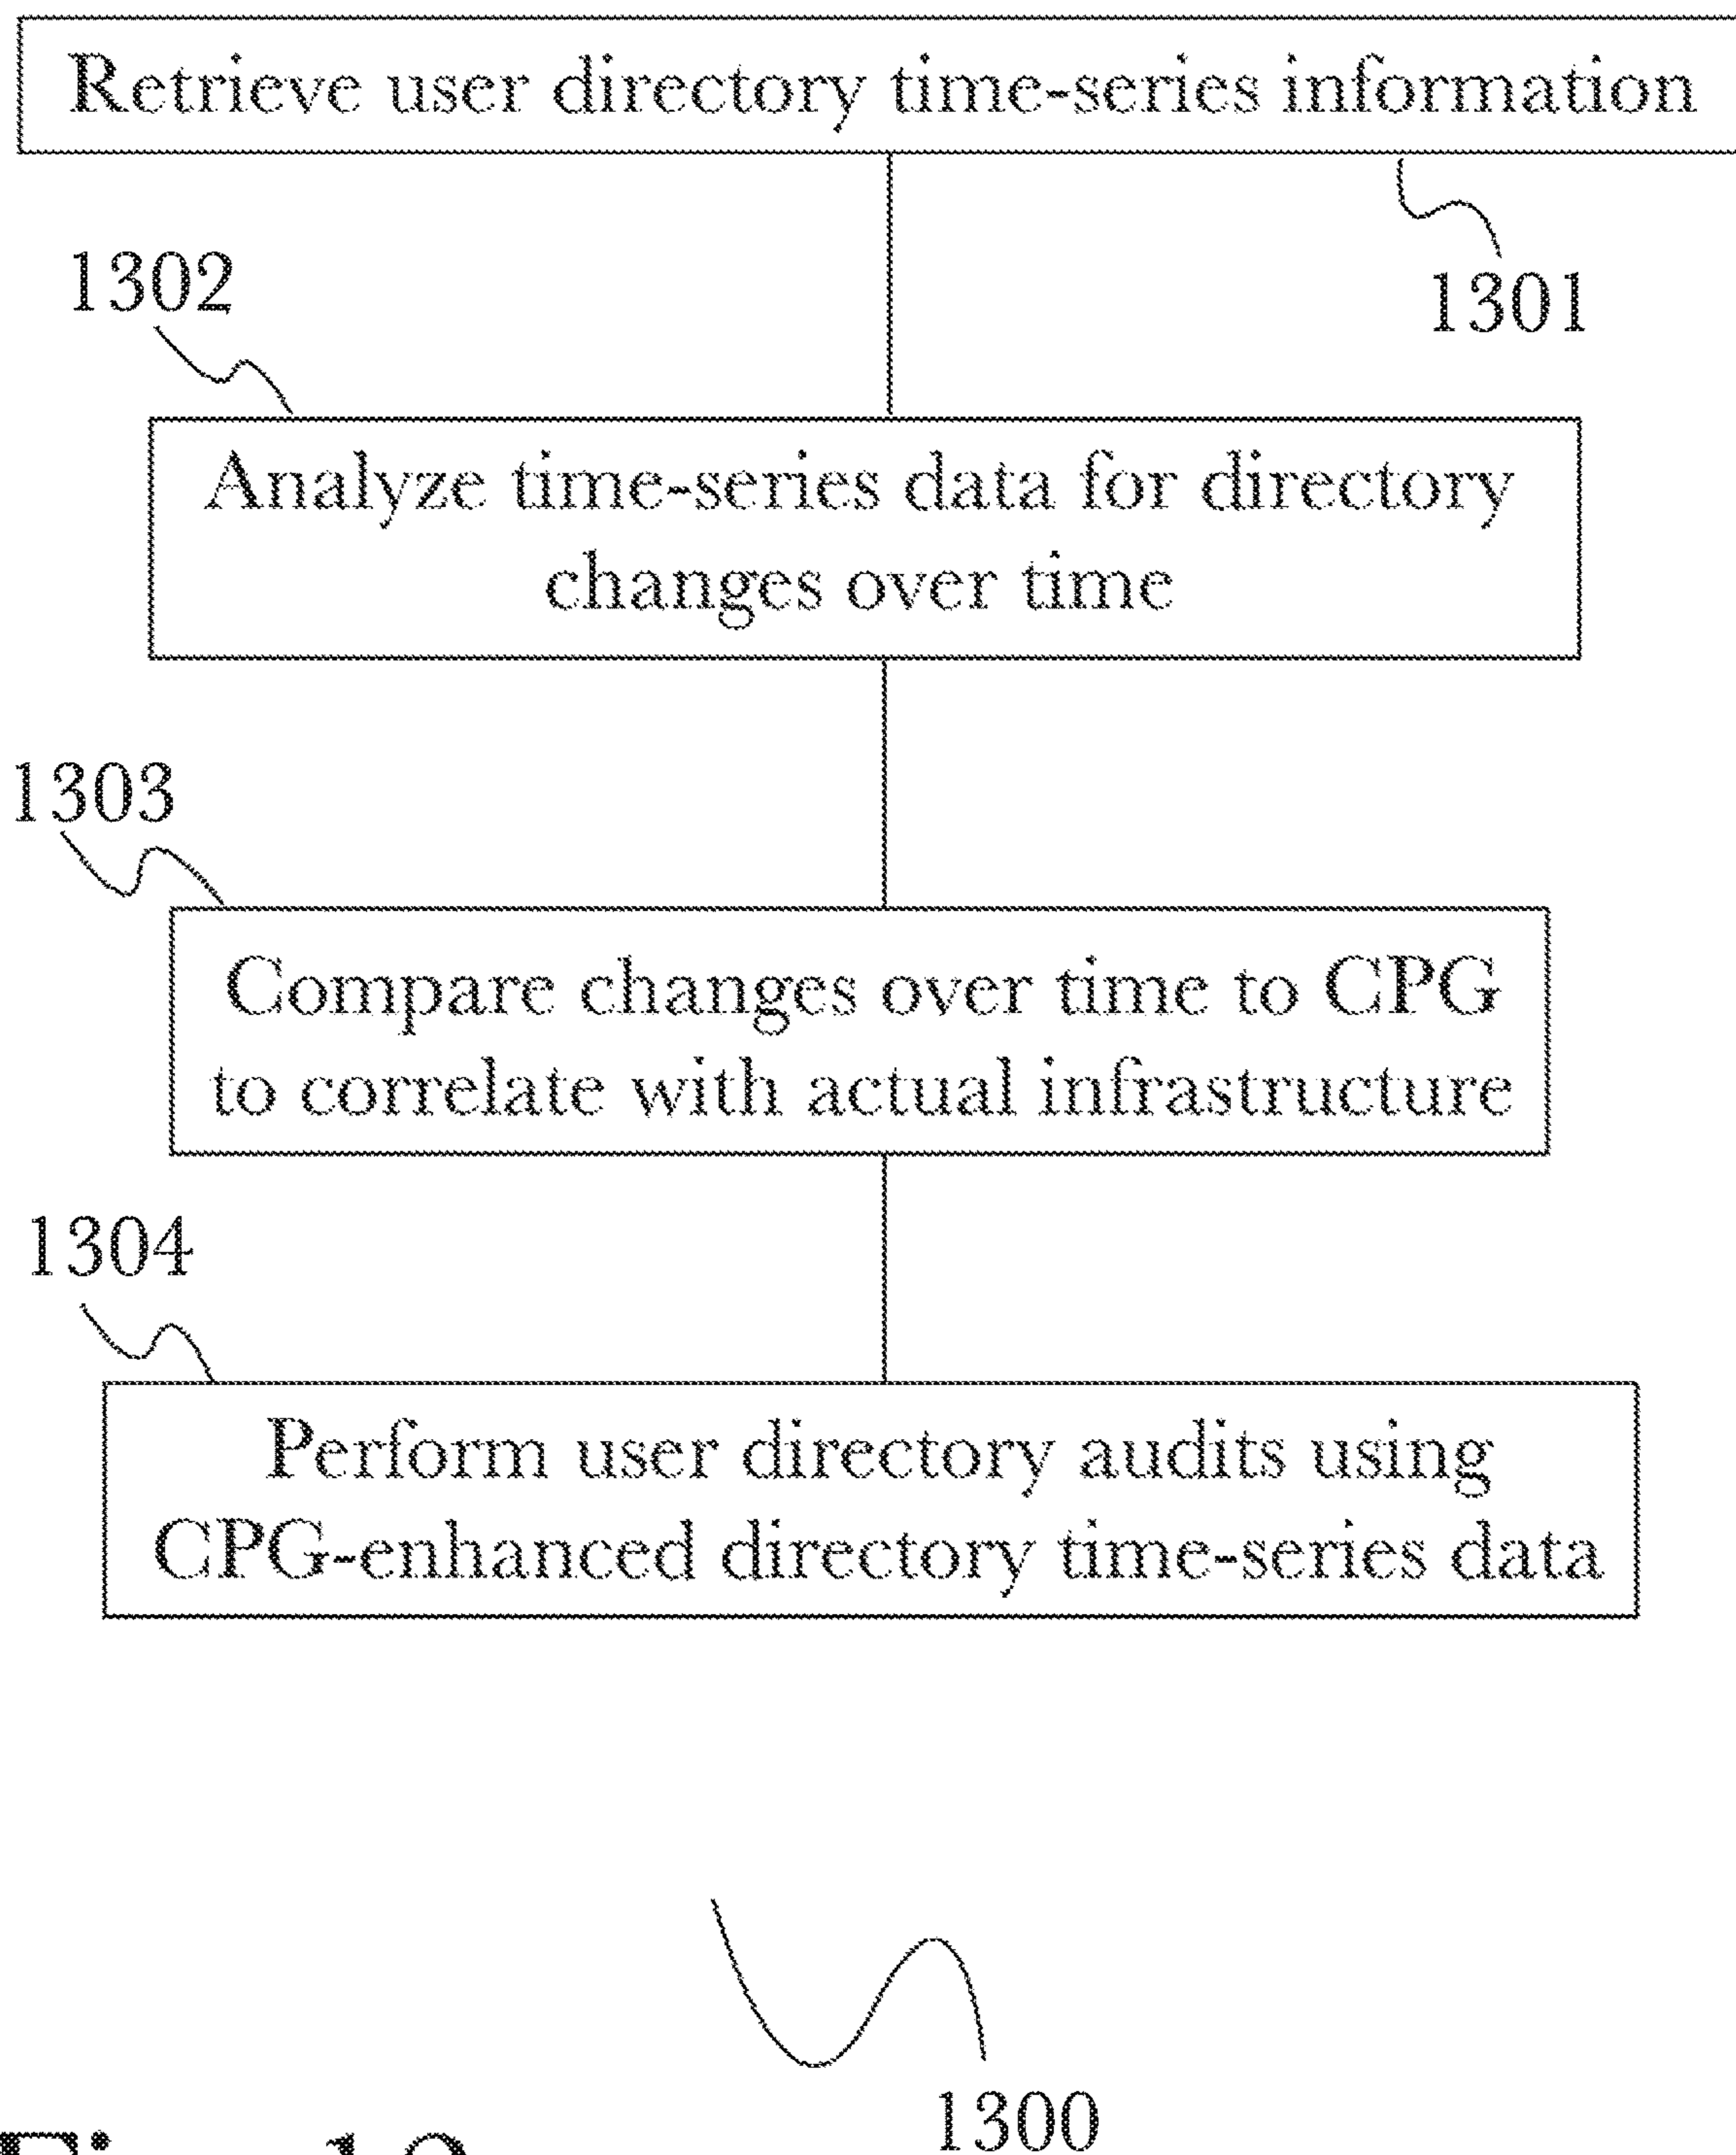 Retrieve user directory time-series information
1301
1302
Analyze time-series data for directory
changes over time
1303
Compare changes over time to CPG
to correlate with actual infrastructure
1304
Perform user directory audits using
CPG-enhanced directory time-series data
1300